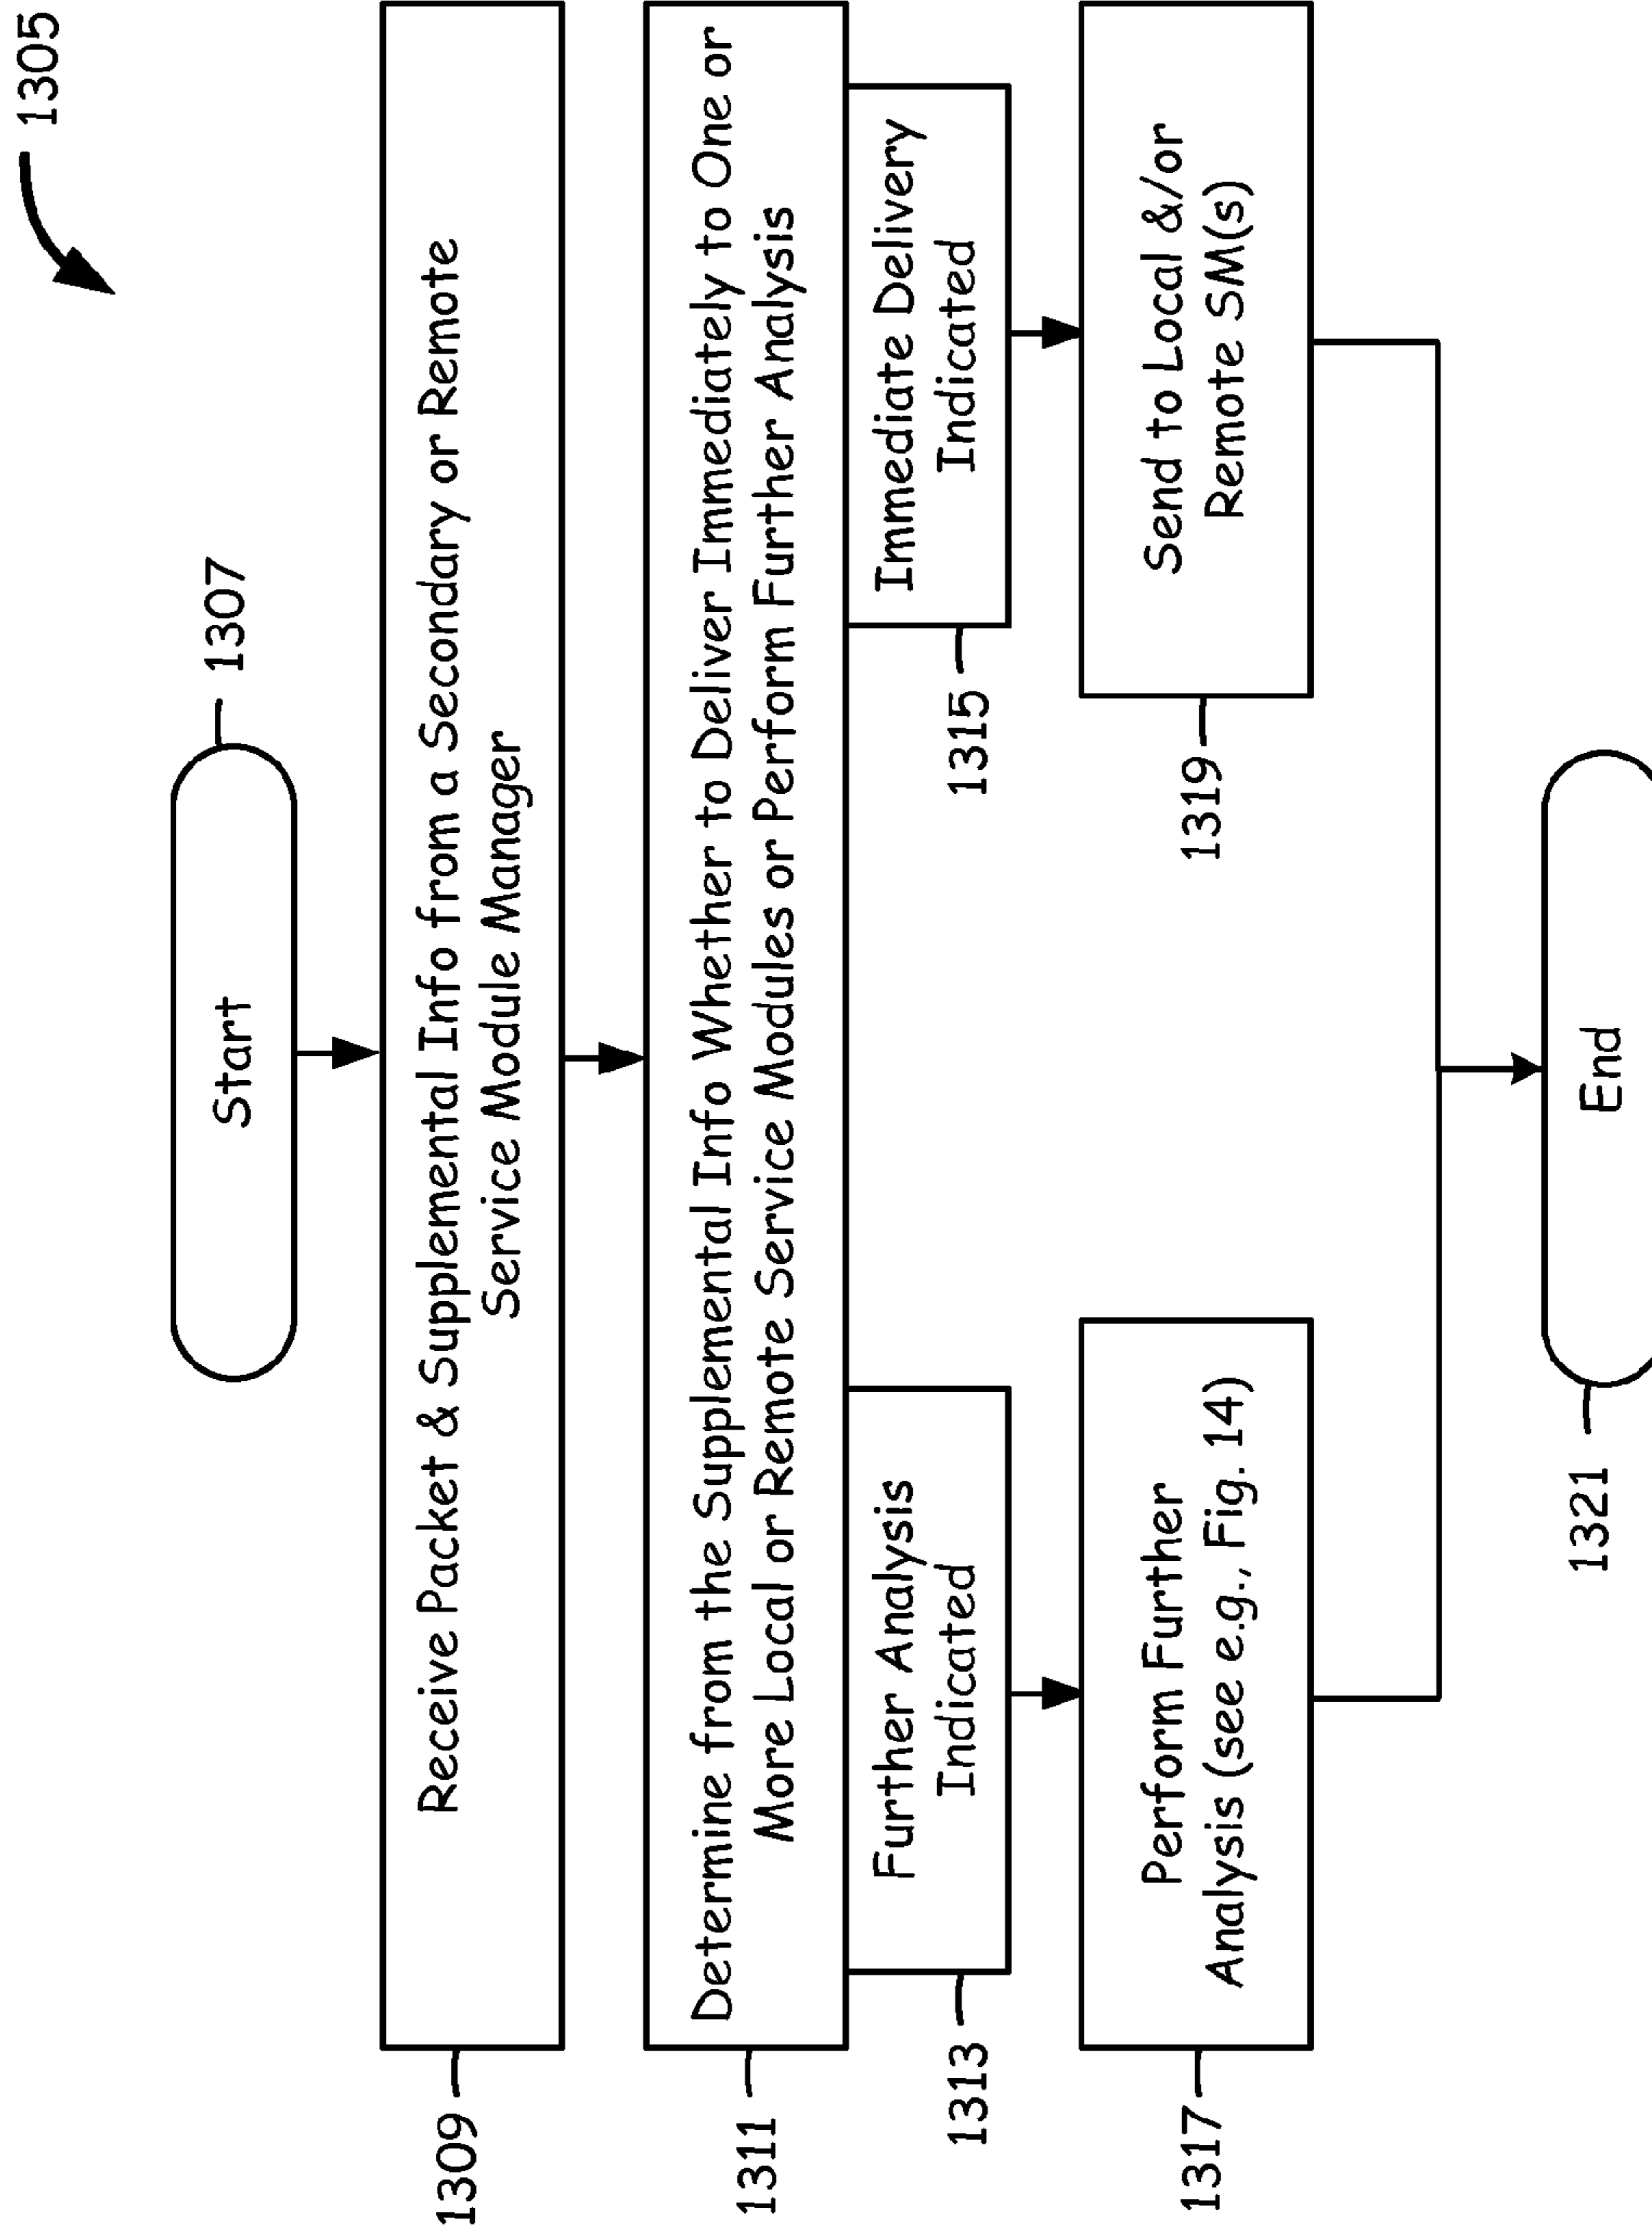 1305
Start
1307
1309
Receive Packet & Supplemental Info from a Secondary or Remote
Service Module Manager
1311
Determine from the Supplemental Info Whether to Deliver Immediately to One or
More Local or Remote Service Modules or Perform Further Analysis
1313
Further Analysis
Indicated
1315
Immediate Delivery
Indicated
1317
Perform Further
Analysis (see e.g., Fig. 14)
1319
Send to Local &/or
Remote SM(s)
1321
End